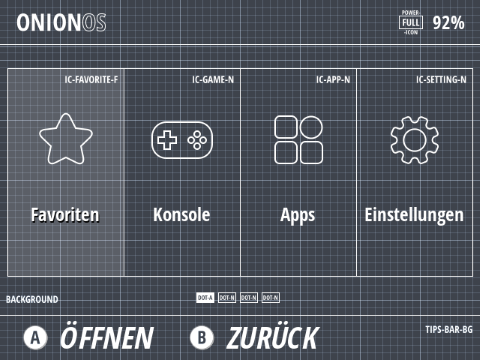 ONIONOS
POWER-
FULL
-ICON
92%
IC-FAVORITE-F
IC-GAME-N
IC-APP-N
IC-SETTING-N
Favoriten
Konsole
Apps
Einstellungen
BACKGROUND
DOT-A DOT-N DOT-N DOT-N
A ÖFFNEN B ZURÜCK
TIPS-BAR-BG